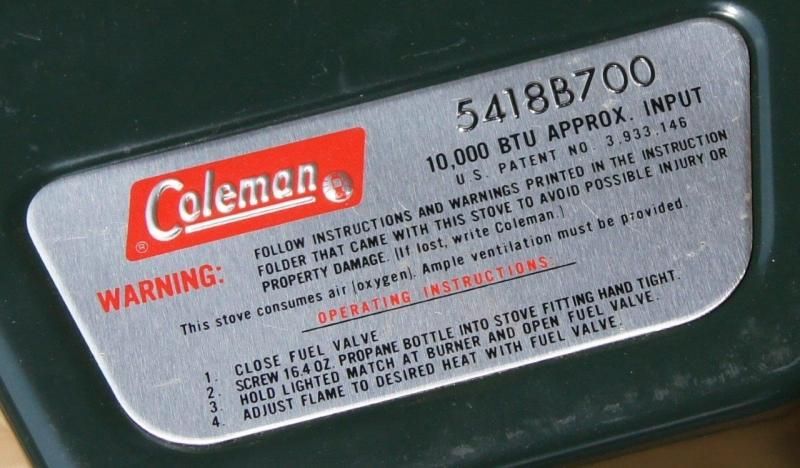 5418B700
10,000 BTU APPROX. INPUT
U.S. PATENT NO. 3,933,146
Coleman
®
WARNING:
FOLLOW INSTRUCTIONS AND WARNINGS PRINTED IN THE INSTRUCTION
FOLDER THAT CAME WITH THIS STOVE TO AVOID POSSIBLE INJURY OR
PROPERTY DAMAGE. (If lost, write Coleman.)
This stove consumes air (oxygen). Ample ventilation must be provided.
OPERATING INSTRUCTIONS
1. CLOSE FUEL VALVE
2. SCREW 16.4 OZ. PROPANE BOTTLE INTO STOVE FITTING HAND TIGHT.
3. HOLD LIGHTED MATCH AT BURNER AND OPEN FUEL VALVE.
4. ADJUST FLAME TO DESIRED HEAT WITH FUEL VALVE.